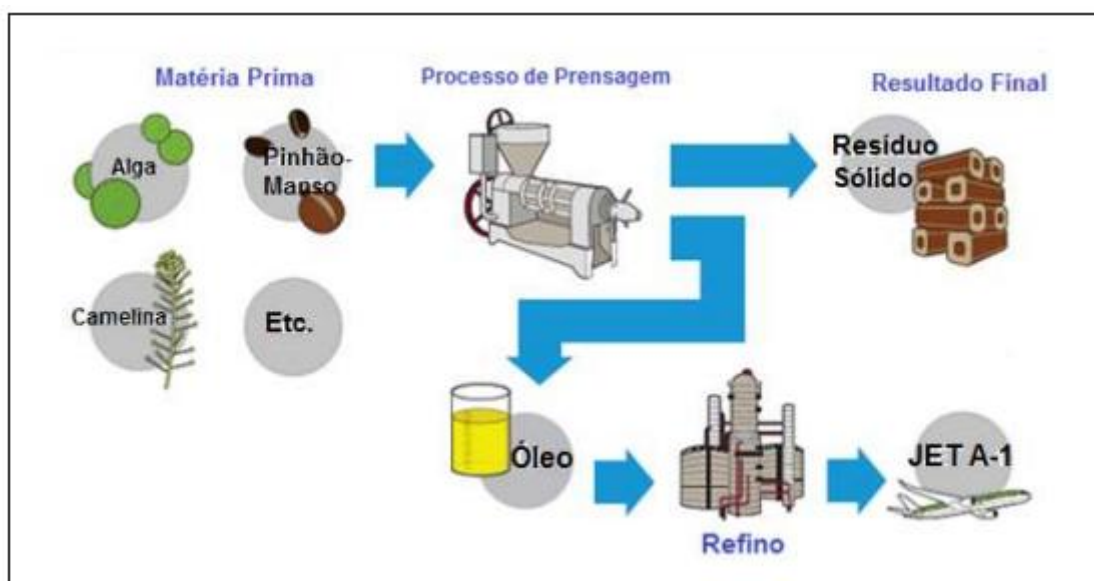 Matéria Prima
Processo de Prensagem
Resultado Final
Alga
Pinhão-
Manso
Resíduo
Sólido
Camelina
Etc.
Óleo
JET A-1
Refino